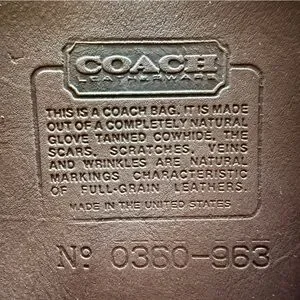 COACH
LEATHERWARE
THIS IS A COACH BAG. IT IS MADE
OUT OF A COMPLETELY NATURAL
GLOVE TANNED COWHIDE, THE
SCARS, SCRATCHES, VEINS
AND WRINKLES ARE NATURAL
MARKINGS CHARACTERISTIC
OF FULL-GRAIN LEATHERS.
MADE IN THE UNITED STATES
Nº 0360-963